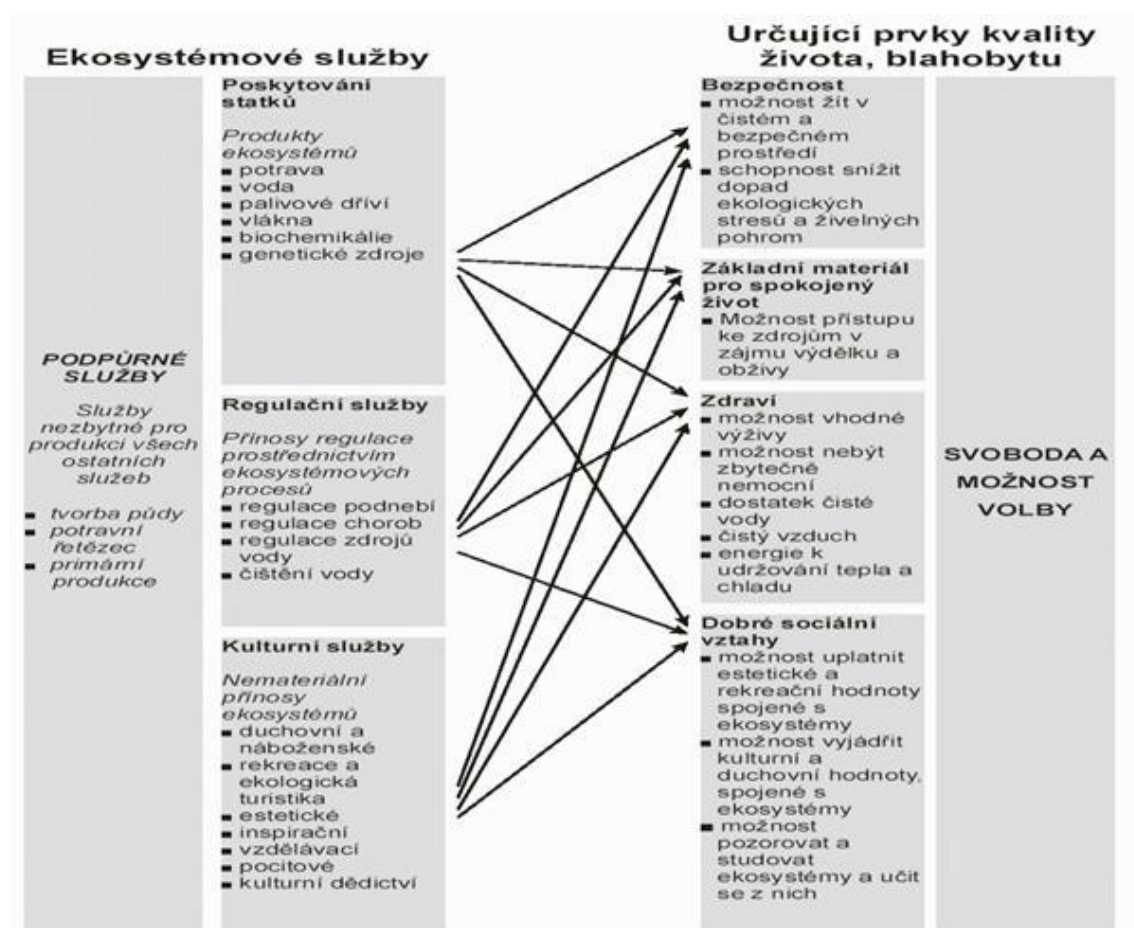 Ekosystémové služby
PODPŮRNÉ
SLUŽBY
Služby
nezbytné pro
produkci všech
ostatních
služeb
▪ tvorba půdy
▪ potravní
řetězec
▪ primární
produkce
Poskytování
statků
Produkty
ekosystémů
▪ potrava
▪ voda
▪ palivové dříví
▪ vlákna
▪ biochemikálie
▪ genetické zdroje
Regulační služby
Přínosy regulace
prostřednictvím
ekosystémových
procesů
▪ regulace podnebí
▪ regulace chorob
▪ regulace zdrojů
vody
▪ čištění vody
Kulturní služby
Nemateriální
přínosy
ekosystémů
▪ duchovní a
náboženské
▪ rekreace a
ekologická
turistika
▪ estetické
▪ inspirační
▪ vzdělávací
▪ pocitové
▪ kulturní dědictví
Určující prvky kvality
života, blahobytu
Bezpečnost
▪ možnost žít v
čistém a
bezpečném
prostředí
▪ schopnost snížit
dopad
ekologických
stresů a živelných
pohrom
Základní materiál
pro spokojený
život
▪ Možnost přístupu
ke zdrojům v
zájmu výdělku a
obživy
Zdraví
▪ možnost vhodné
výživy
▪ možnost nebýt
zbytečně
nemocní
▪ dostatek čisté
vody
▪ čistý vzduch
▪ energie k
udržování tepla a
chladu
Dobré sociální
vztahy
▪ možnost uplatnit
estetické a
rekreační hodnoty
spojené s
ekosystémy
▪ možnost vyjádřit
kulturní a
duchovní hodnoty,
spojené s
ekosystémy
▪ možnost
pozorovat a
studovat
ekosystémy a učit
se z nich
SVOBODA A
MOŽNOST
VOLBY